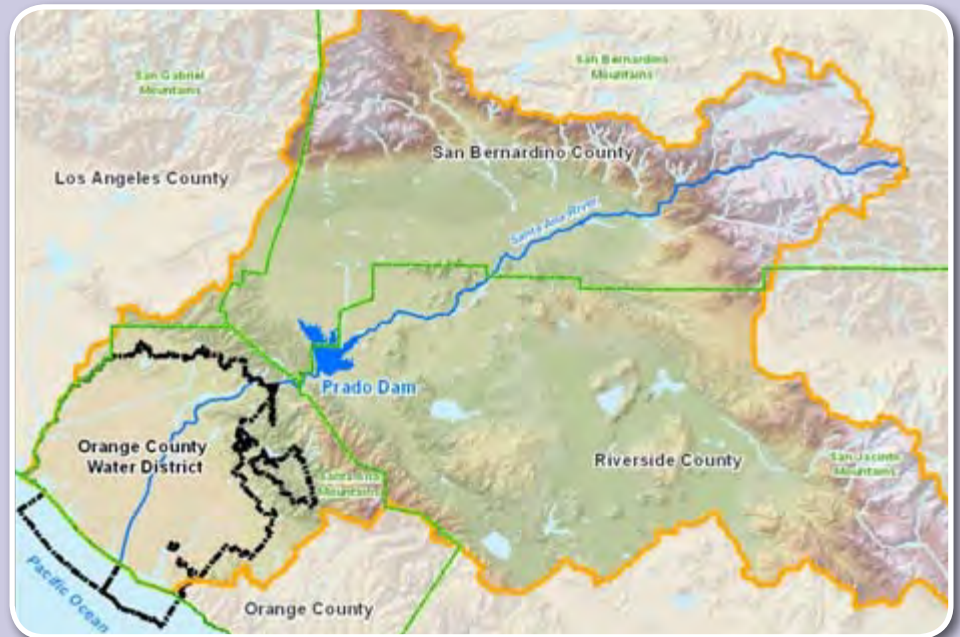 San Gabriel
Mountains
San Bernardino
Mountains
San Bernardino County
Los Angeles County
Santa Ana River
Prado Dam
Orange County
Water District
Riverside County
San Jacinto
Mountains
Santa Ana
Mountains
Pacific Ocean
Orange County